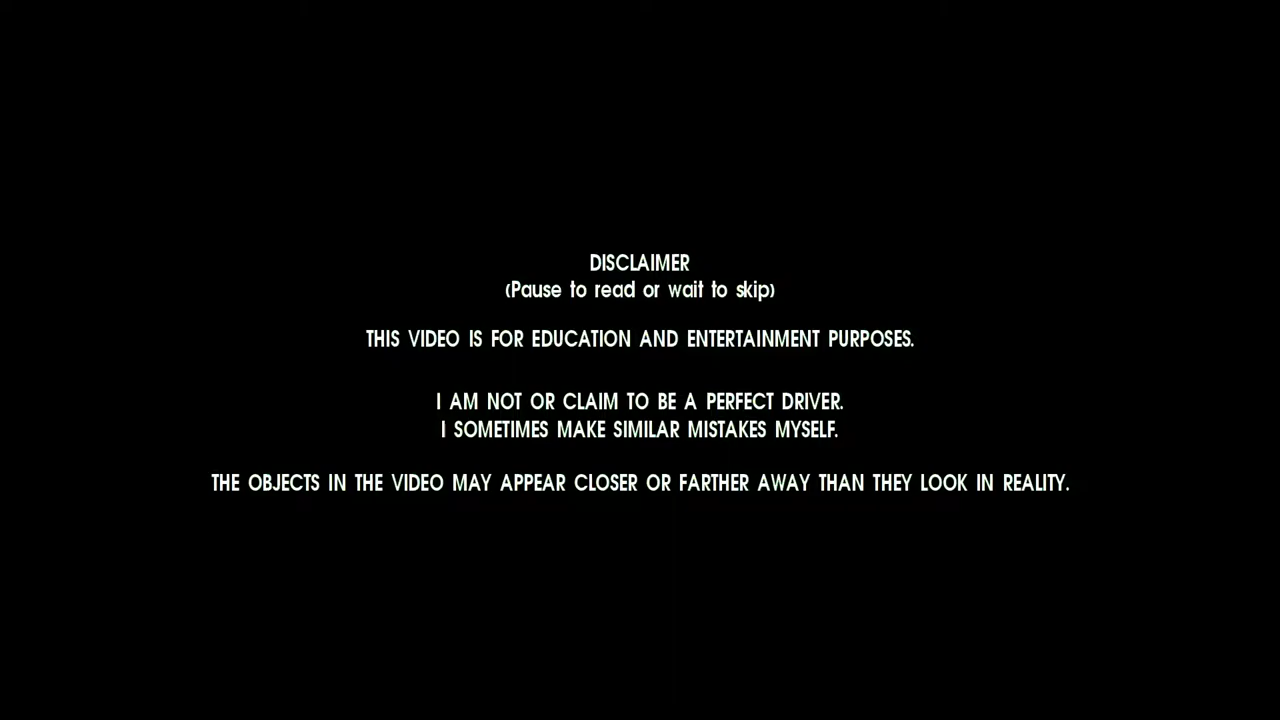 DISCLAIMER
(Pause to read or wait to skip)
THIS VIDEO IS FOR EDUCATION AND ENTERTAINMENT PURPOSES.
I AM NOT OR CLAIM TO BE A PERFECT DRIVER.
I SOMETIMES MAKE SIMILAR MISTAKES MYSELF.
THE OBJECTS IN THE VIDEO MAY APPEAR CLOSER OR FARTHER AWAY THAN THEY LOOK IN REALITY.